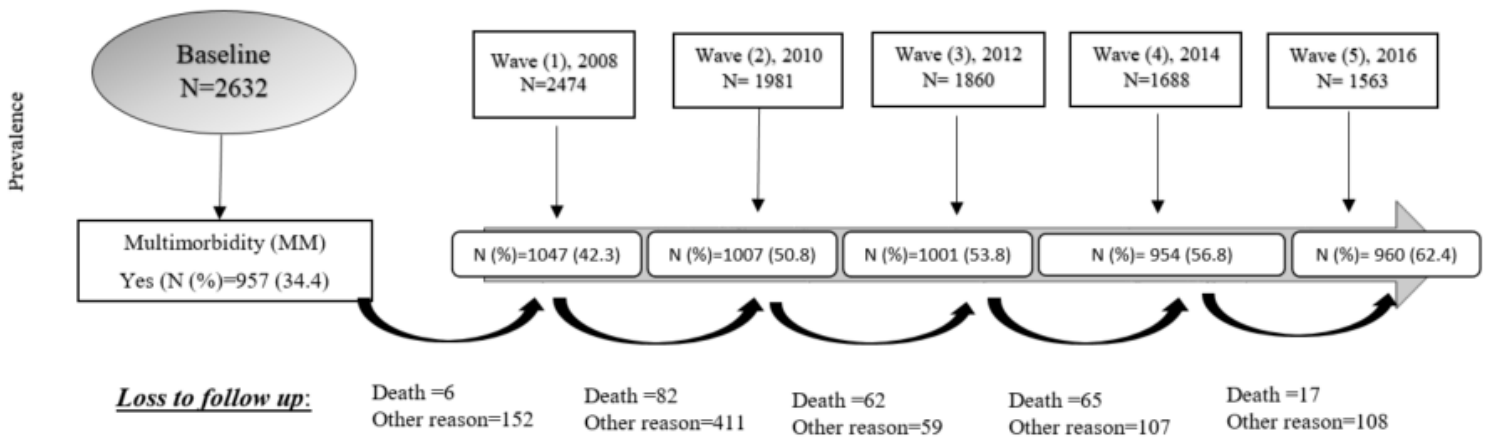 Prevalence
Baseline
N=2632
Wave (1), 2008
N=2474
Wave (2), 2010
N= 1981
Wave (3), 2012
N= 1860
Wave (4), 2014
N=1688
Wave (5), 2016
N= 1563
Multimorbidity (MM)
Yes (N (%)=957 (34.4)
N (%)=1047 (42.3)
N (%)=1007 (50.8)
N (%)=1001 (53.8)
N (%)= 954 (56.8)
N (%)= 960 (62.4)
Loss to follow up:
Death =6
Other reason=152
Death =82
Other reason=411
Death =62
Other reason=59
Death =65
Other reason=107
Death =17
Other reason=108